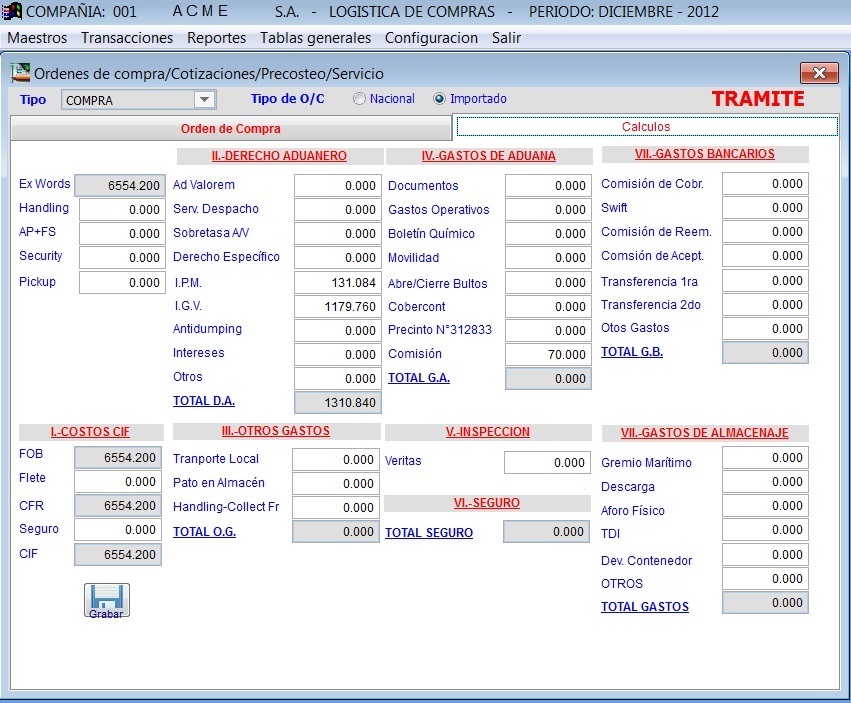 COMPAÑIA: 001 A C M E S.A. - LOGISTICA DE COMPRAS - PERIODO: DICIEMBRE - 2012
Maestros Transacciones Reportes Tablas generales Configuracion Salir
Ordenes de compra/Cotizaciones/Precosteo/Servicio
Tipo COMPRA Tipo de O/C Nacional Importado TRAMITE
Orden de Compra Calculos
Ex Words 6554.200
Handling 0.000
AP+FS 0.000
Security 0.000
Pickup 0.000
II.-DERECHO ADUANERO
Ad Valorem 0.000
Serv. Despacho 0.000
Sobretasa A/V 0.000
Derecho Específico 0.000
I.P.M. 131.084
I.G.V. 1179.760
Antidumping 0.000
Intereses 0.000
Otros 0.000
TOTAL D.A. 1310.840
IV.-GASTOS DE ADUANA
Documentos 0.000
Gastos Operativos 0.000
Boletín Químico 0.000
Movilidad 0.000
Abre/Cierre Bultos 0.000
Cobercont 0.000
Precinto N°312833 0.000
Comisión 70.000
TOTAL G.A. 0.000
VII.-GASTOS BANCARIOS
Comisión de Cobr. 0.000
Swift 0.000
Comisión de Reem. 0.000
Comsión de Acept. 0.000
Transferencia 1ra 0.000
Transferencia 2do 0.000
Otos Gastos 0.000
TOTAL G.B. 0.000
I.-COSTOS CIF
FOB 6554.200
Flete 0.000
CFR 6554.200
Seguro 0.000
CIF 6554.200
Grabar
III.-OTROS GASTOS
Tranporte Local 0.000
Pato en Almacén 0.000
Handling-Collect Fr 0.000
TOTAL O.G. 0.000
V.-INSPECCION
Veritas 0.000
VI.-SEGURO
TOTAL SEGURO 0.000
VII.-GASTOS DE ALMACENAJE
Gremio Marítimo 0.000
Descarga 0.000
Aforo Físico 0.000
TDI 0.000
Dev. Contenedor 0.000
OTROS 0.000
TOTAL GASTOS 0.000